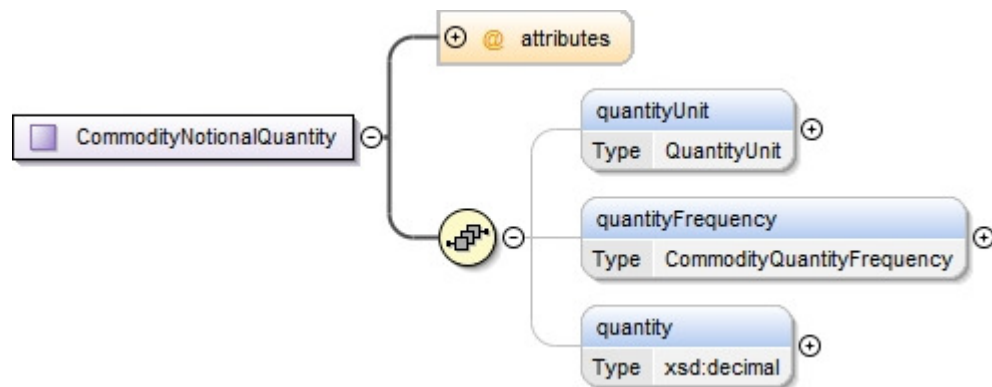 @ attributes
CommodityNotionalQuantity
quantityUnit
Type QuantityUnit
quantityFrequency
Type CommodityQuantityFrequency
quantity
Type xsd:decimal